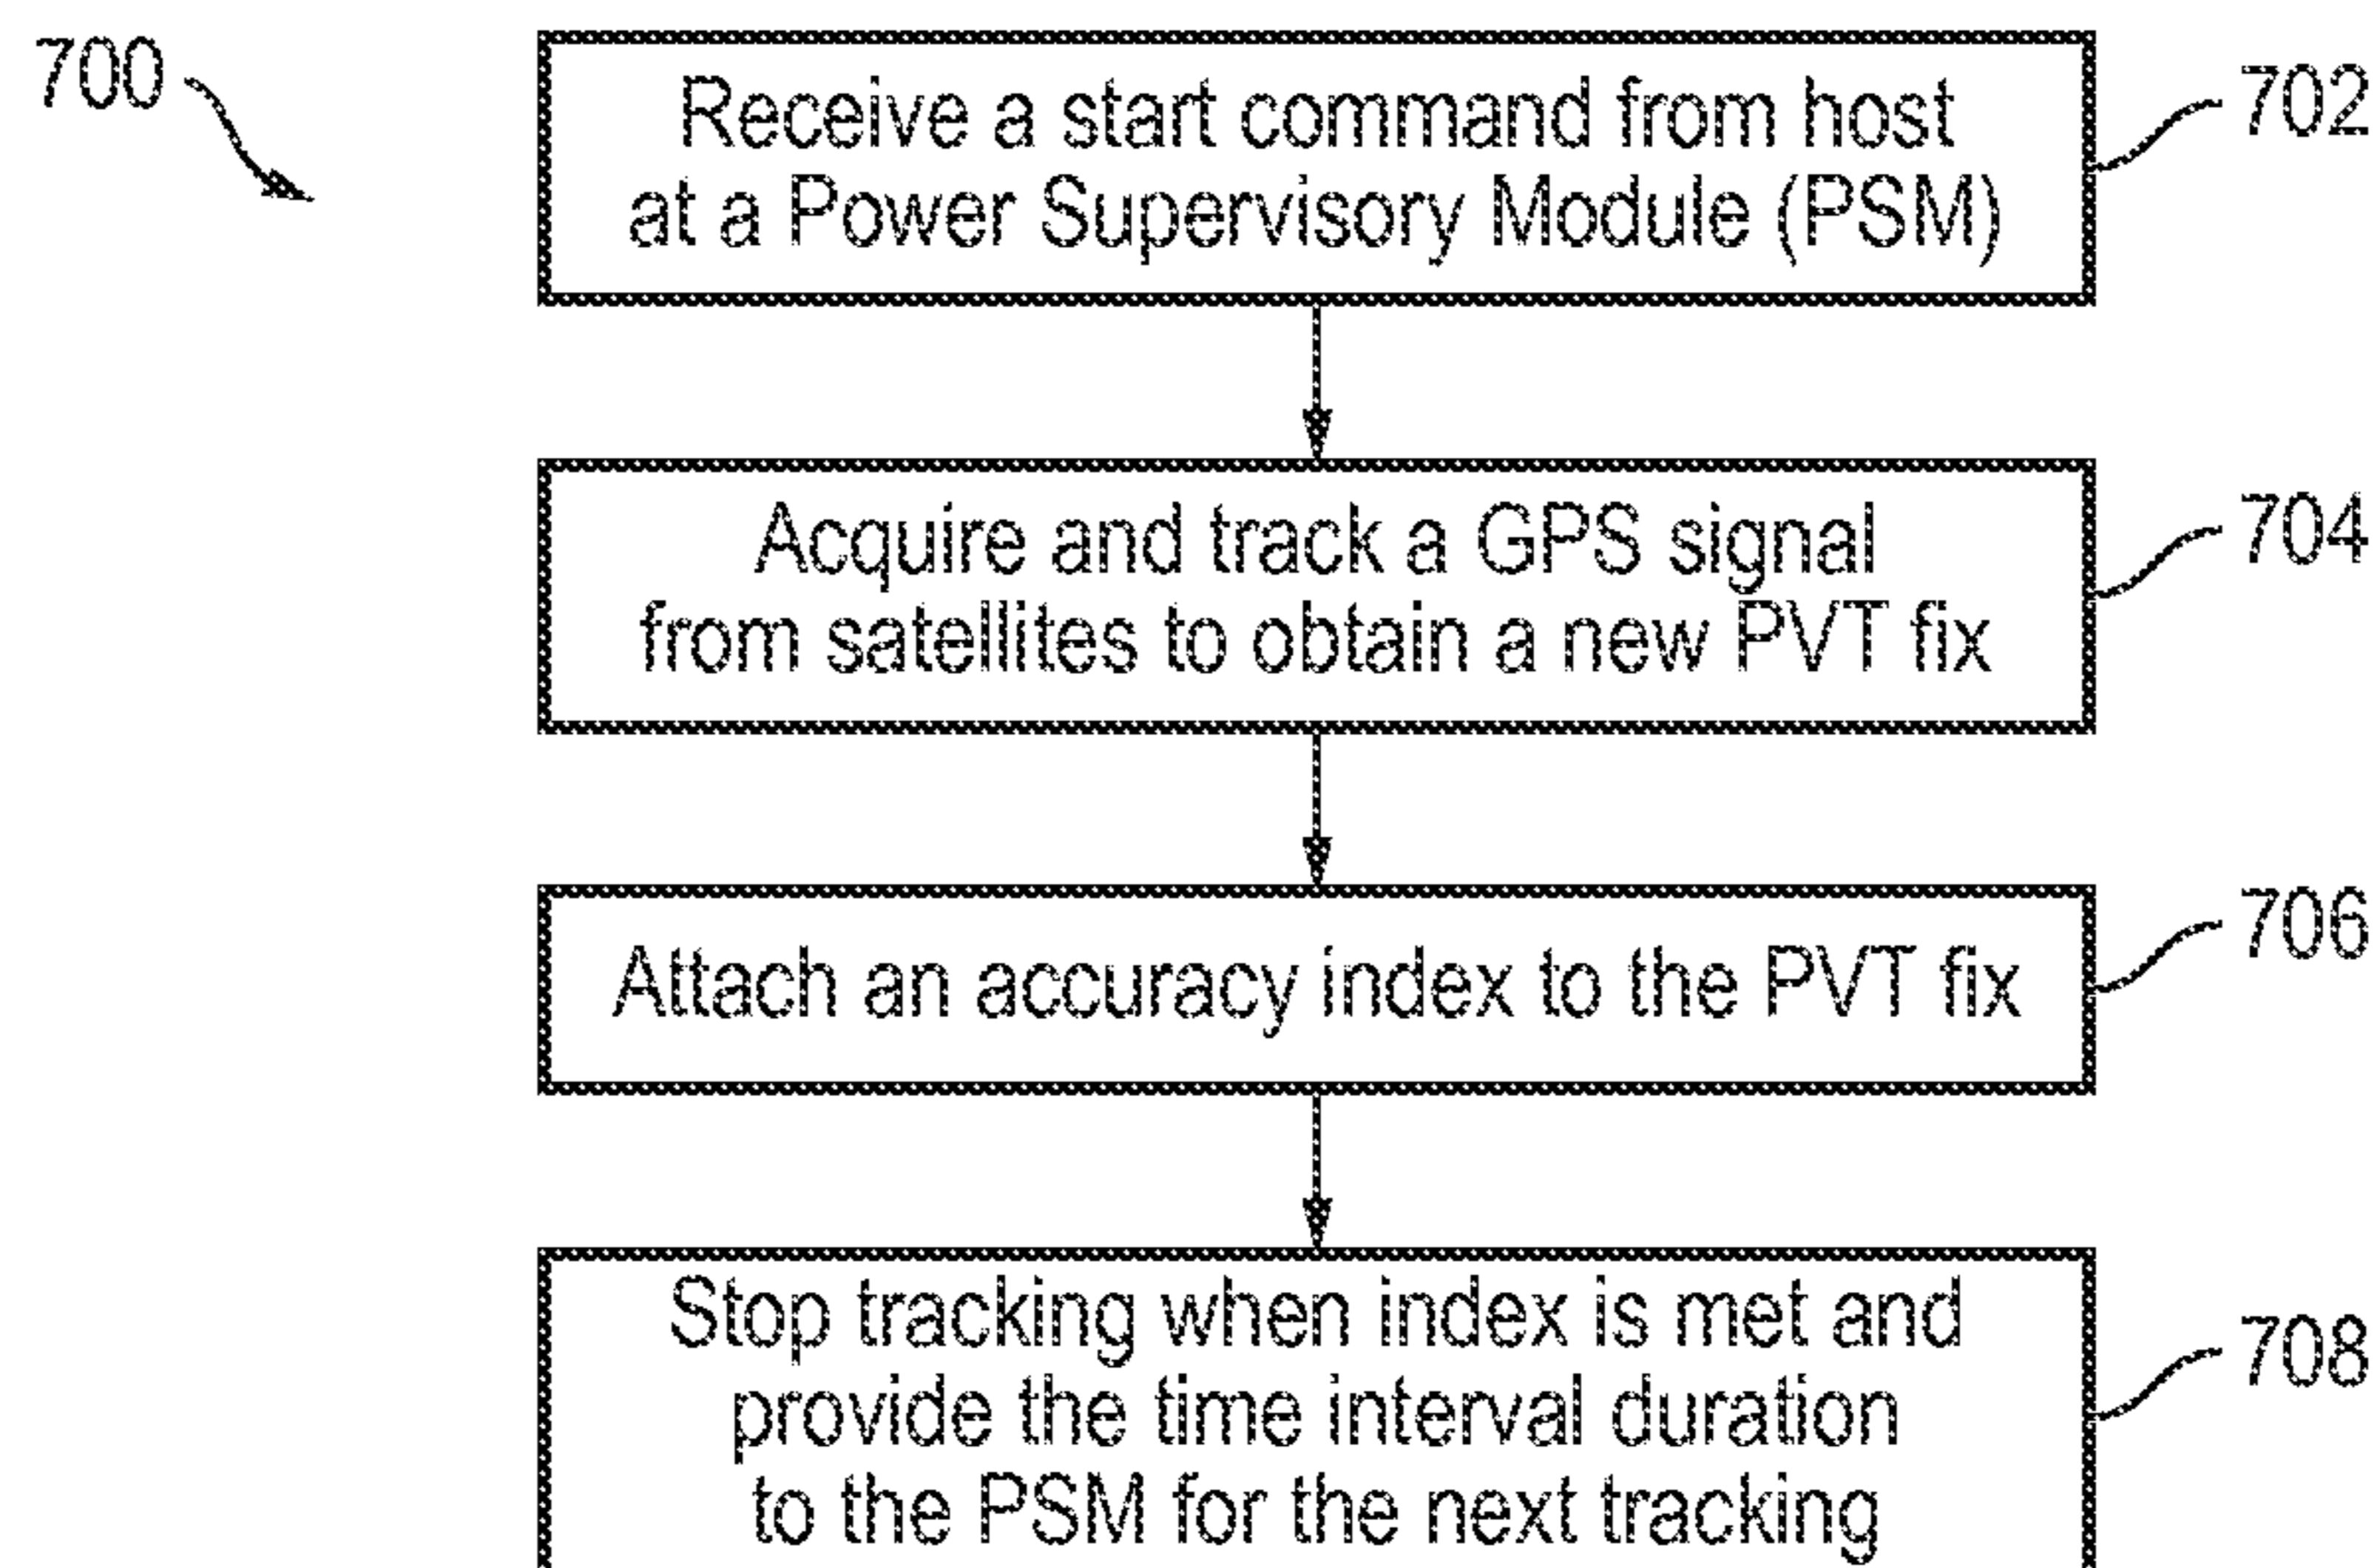 700
Receive a start command from host
at a Power Supervisory Module (PSM)
702
Acquire and track a GPS signal
from satellites to obtain a new PVT fix
704
Attach an accuracy index to the PVT fix
706
Stop tracking when index is met and
provide the time interval duration
to the PSM for the next tracking
708